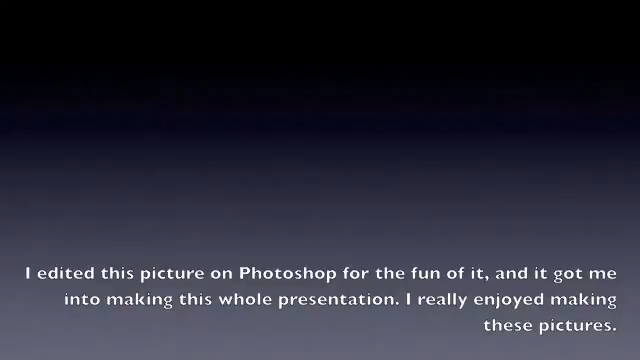 I edited this picture on Photoshop for the fun of it, and it got me
into making this whole presentation. I really enjoyed making
these pictures.